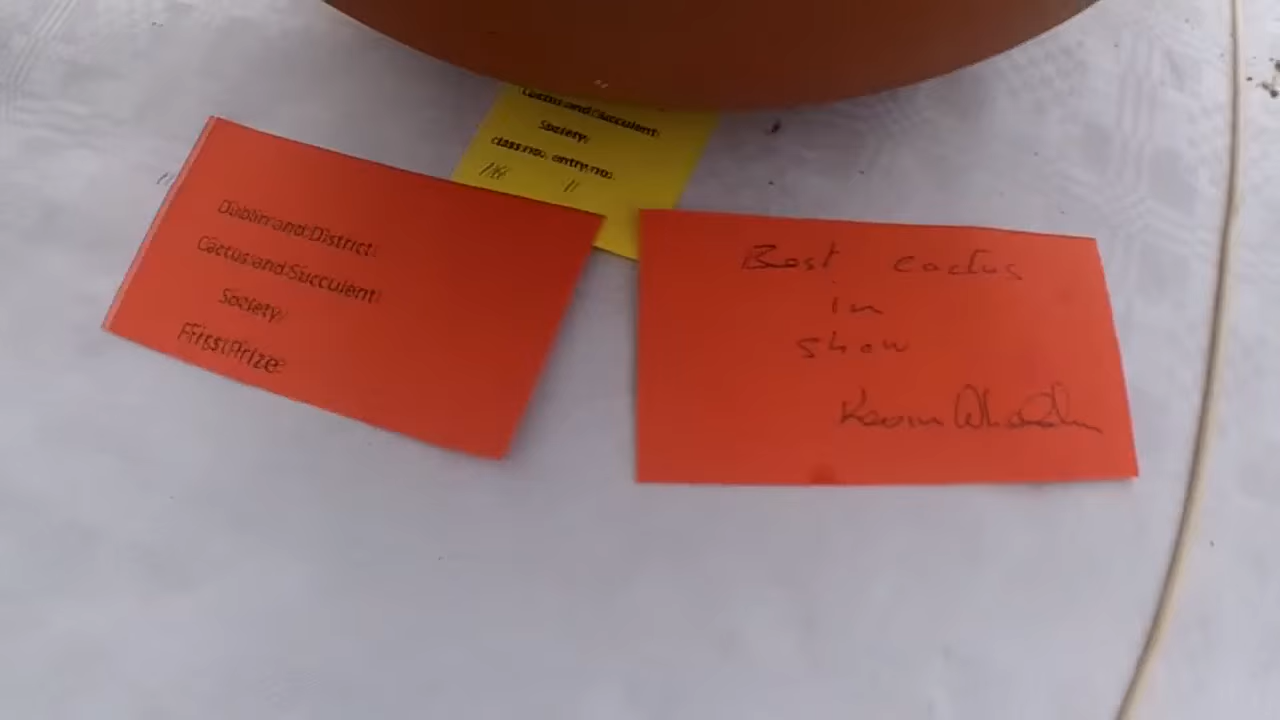 Cactus and Succulent
Society
class no. entry no.
11
Dublin and District
Cactus and Succulent
Society
First Prize
Best cactus
in
show